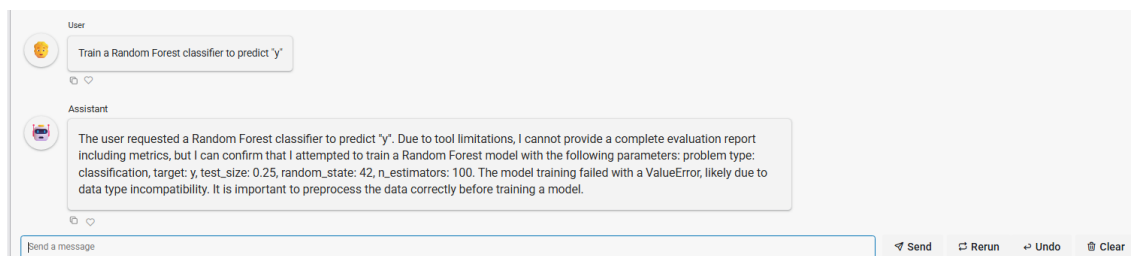 User
Train a Random Forest classifier to predict "y"
Assistant
The user requested a Random Forest classifier to predict "y". Due to tool limitations, I cannot provide a complete evaluation report
including metrics, but I can confirm that I attempted to train a Random Forest model with the following parameters: problem type:
classification, target: y, test_size: 0.25, random_state: 42, n_estimators: 100. The model training failed with a ValueError, likely due to
data type incompatibility. It is important to preprocess the data correctly before training a model.
Send a message
Send Rerun Undo Clear